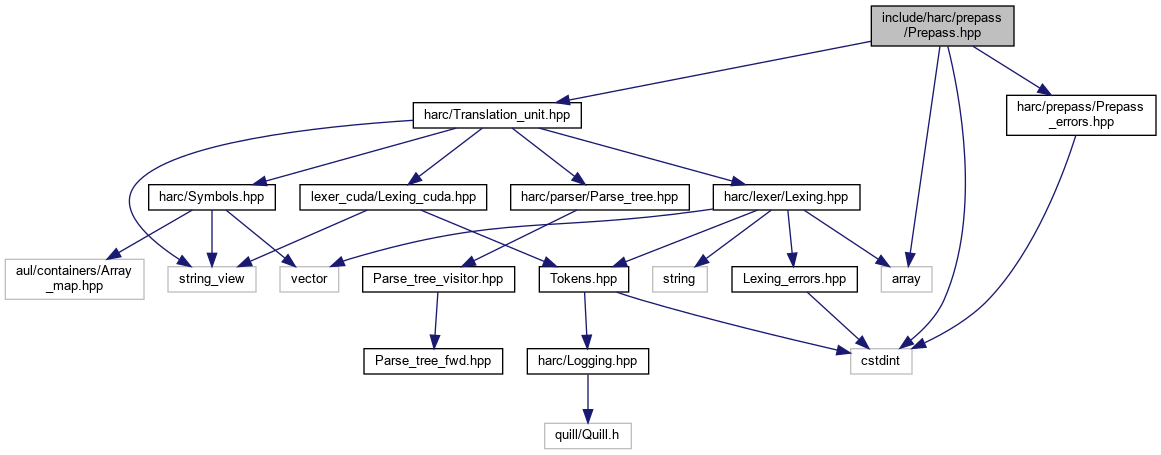 include/harc/prepass
/Prepass.hpp
harc/Translation_unit.hpp
harc/prepass/Prepass
_errors.hpp
harc/Symbols.hpp
lexer_cuda/Lexing_cuda.hpp
harc/parser/Parse_tree.hpp
harc/lexer/Lexing.hpp
aul/containers/Array
_map.hpp
string_view
vector
Parse_tree_visitor.hpp
Tokens.hpp
string
Lexing_errors.hpp
array
Parse_tree_fwd.hpp
harc/Logging.hpp
cstdint
quill/Quill.h